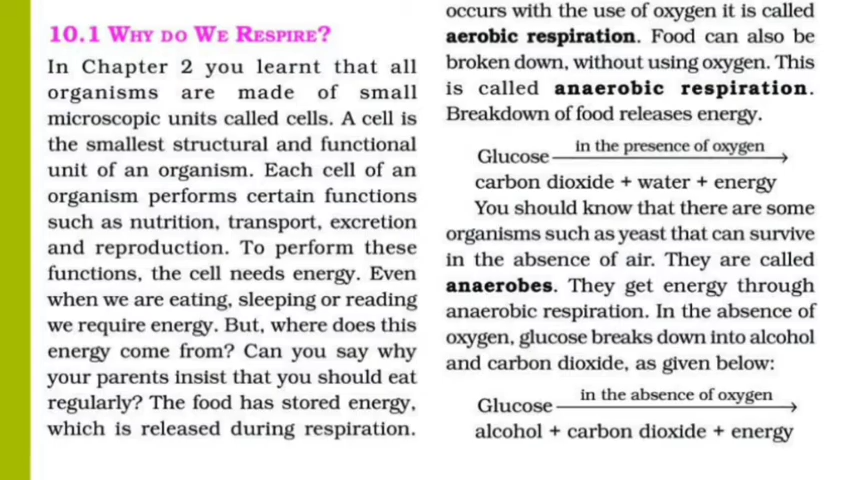 10.1 WHY DO WE RESPIRE?
In Chapter 2 you learnt that all
organisms are made of small
microscopic units called cells. A cell is
the smallest structural and functional
unit of an organism. Each cell of an
organism performs certain functions
such as nutrition, transport, excretion
and reproduction. To perform these
functions, the cell needs energy. Even
when we are eating, sleeping or reading
we require energy. But, where does this
energy come from? Can you say why
your parents insist that you should eat
regularly? The food has stored energy,
which is released during respiration.
occurs with the use of oxygen it is called
aerobic respiration. Food can also be
broken down, without using oxygen. This
is called anaerobic respiration.
Breakdown of food releases energy.
in the presence of oxygen
Glucose
carbon dioxide + water + energy
You should know that there are some
organisms such as yeast that can survive
in the absence of air. They are called
anaerobes. They get energy through
anaerobic respiration. In the absence of
oxygen, glucose breaks down into alcohol
and carbon dioxide, as given below:
in the absence of oxygen
Glucose
alcohol + carbon dioxide + energy